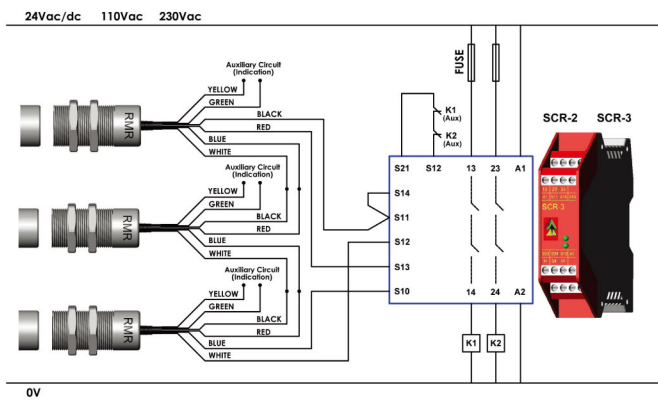 24Vac/dc 110Vac 230Vac
Auxiliary Circuit
(Indication)
YELLOW
GREEN
BLACK
RED
BLUE
WHITE
RMR
Auxiliary Circuit
(Indication)
YELLOW
GREEN
BLACK
RED
BLUE
WHITE
RMR
Auxiliary Circuit
(Indication)
YELLOW
GREEN
BLACK
RED
BLUE
WHITE
RMR
FUSE
K1
(Aux)
K2
(Aux)
S21 S12 13 23 A1
S14
S11
S12
S13
S10
14 24 A2
K1 K2
SCR-2 SCR-3
13 23 33
SCR-3
0V